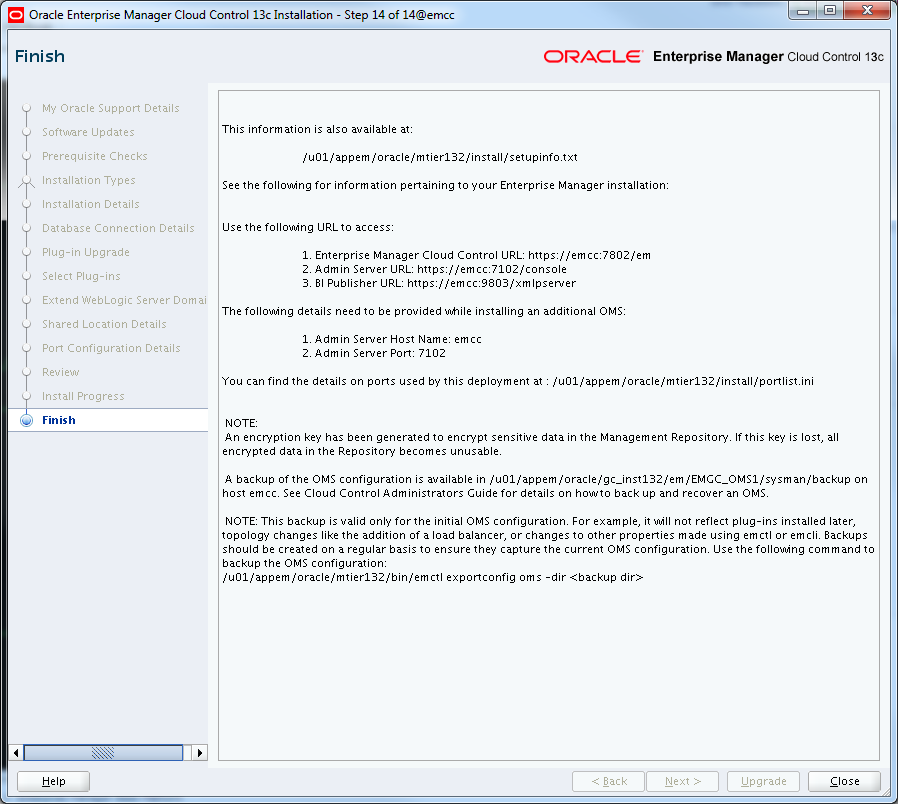 Oracle Enterprise Manager Cloud Control 13c Installation - Step 14 of 14@emcc
Finish
ORACLE Enterprise Manager Cloud Control 13c
My Oracle Support Details
Software Updates
Prerequisite Checks
Installation Types
Installation Details
Database Connection Details
Plug-in Upgrade
Select Plug-ins
Extend WebLogic Server Domai
Shared Location Details
Port Configuration Details
Review
Install Progress
Finish
This information is also available at:
/u01/appem/oracle/mtier132/install/setupinfo.txt
See the following for information pertaining to your Enterprise Manager installation:
Use the following URL to access:
1. Enterprise Manager Cloud Control URL: https://emcc:7802/em
2. Admin Server URL: https://emcc:7102/console
3. BI Publisher URL: https://emcc:9803/xmlpserver
The following details need to be provided while installing an additional OMS:
1. Admin Server Host Name: emcc
2. Admin Server Port: 7102
You can find the details on ports used by this deployment at : /u01/appem/oracle/mtier132/install/portlist.ini
NOTE:
An encryption key has been generated to encrypt sensitive data in the Management Repository. If this key is lost, all
encrypted data in the Repository becomes unusable.
A backup of the OMS configuration is available in /u01/appem/oracle/gc_inst132/em/EMGC_OMS1/sysman/backup on
host emcc. See Cloud Control Administrators Guide for details on how to back up and recover an OMS.
NOTE: This backup is valid only for the initial OMS configuration. For example, it will not reflect plug-ins installed later,
topology changes like the addition of a load balancer, or changes to other properties made using emctl or emcli. Backups
should be created on a regular basis to ensure they capture the current OMS configuration. Use the following command to
backup the OMS configuration:
/u01/appem/oracle/mtier132/bin/emctl exportconfig oms -dir <backup dir>
Help
< Back
Next >
Upgrade
Close